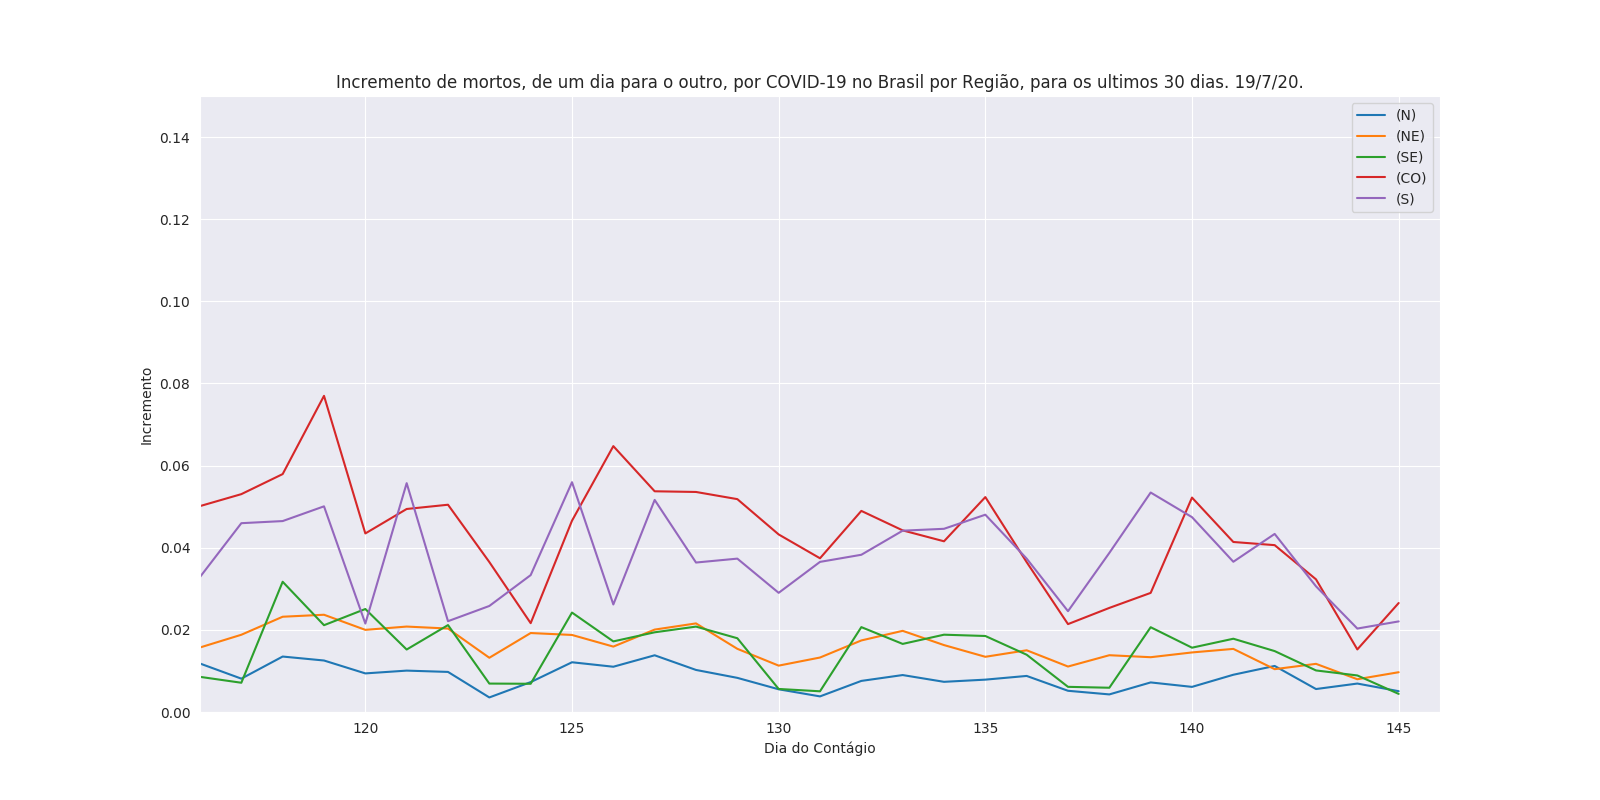 Incremento de mortos, de um dia para o outro, por COVID-19 no Brasil por Região, para os ultimos 30 dias. 19/7/20.
(N)
(NE)
(SE)
(CO)
(S)
0.14
0.12
0.10
0.08
0.06
0.04
0.02
0.00
Incremento
120 125 130 135 140 145
Dia do Contágio